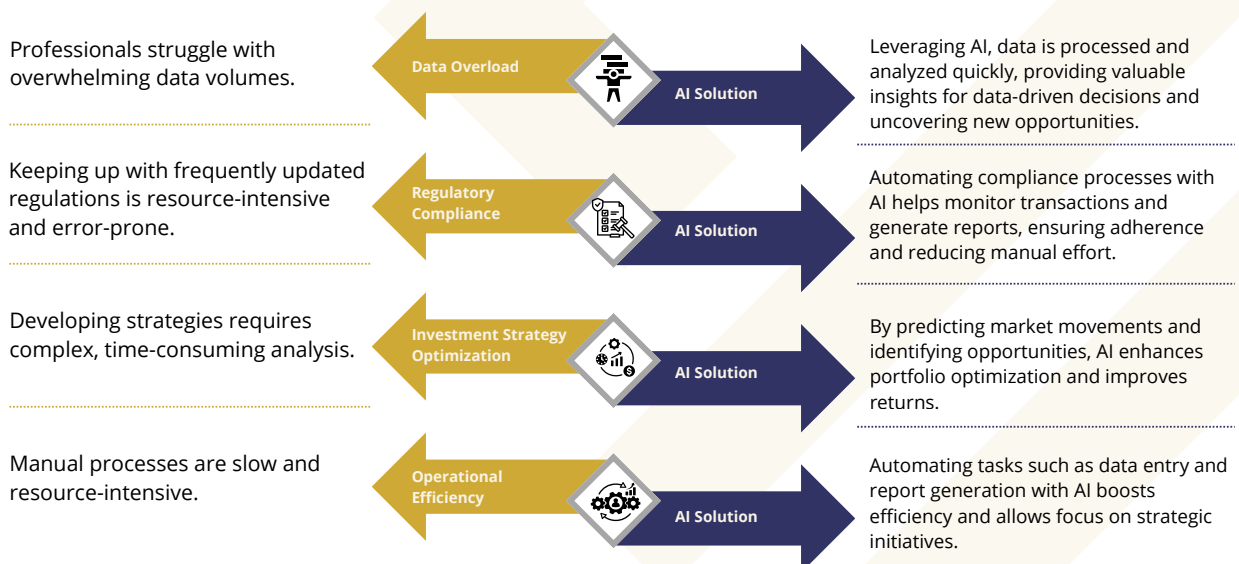 Professionals struggle with
overwhelming data volumes.
Data Overload
AI Solution
Leveraging AI, data is processed and
analyzed quickly, providing valuable
insights for data-driven decisions and
uncovering new opportunities.
Keeping up with frequently updated
regulations is resource-intensive
and error-prone.
Regulatory
Compliance
AI Solution
Automating compliance processes with
AI helps monitor transactions and
generate reports, ensuring adherence
and reducing manual effort.
Developing strategies requires
complex, time-consuming analysis.
Investment Strategy
Optimization
AI Solution
By predicting market movements and
identifying opportunities, AI enhances
portfolio optimization and improves
returns.
Manual processes are slow and
resource-intensive.
Operational
Efficiency
AI Solution
Automating tasks such as data entry and
report generation with AI boosts
efficiency and allows focus on strategic
initiatives.